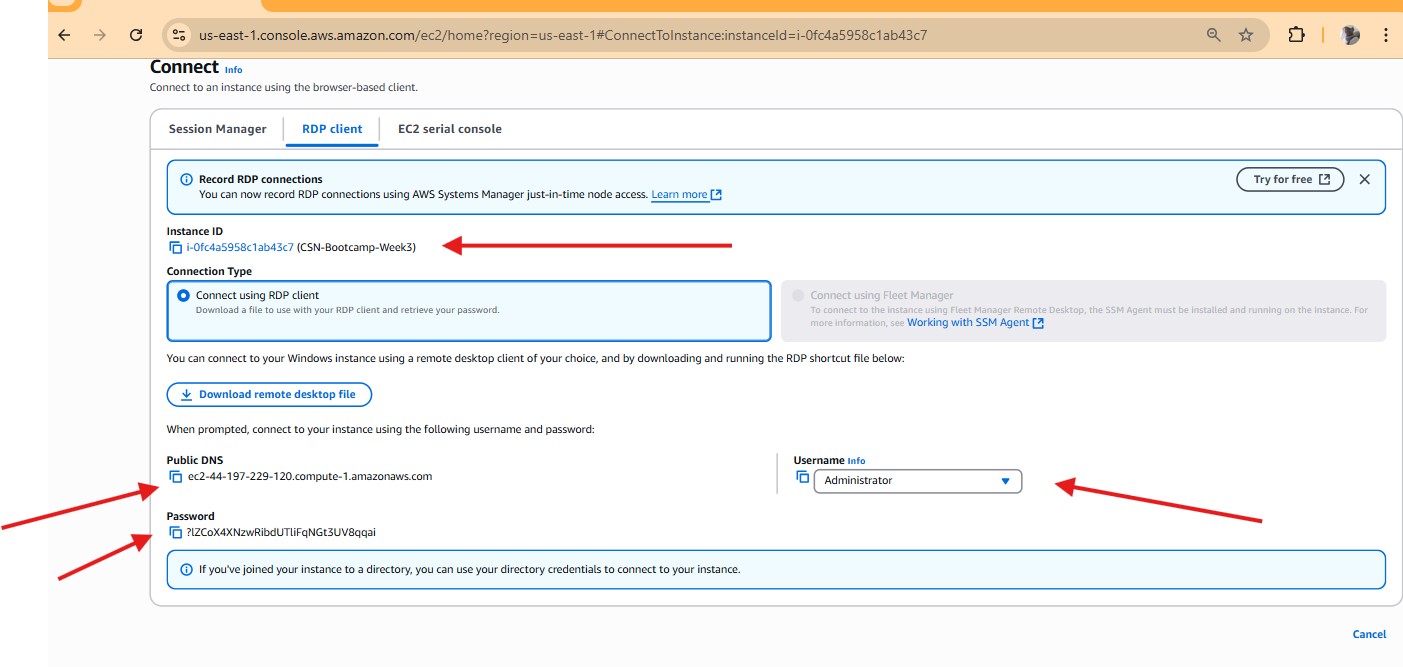 us-east-1.console.aws.amazon.com/ec2/home?region=us-east-1#ConnectToInstance:instanceId=i-0fc4a5958c1ab43c7
Connect Info
Connect to an instance using the browser-based client.
Session Manager RDP client EC2 serial console
Record RDP connections
You can now record RDP connections using AWS Systems Manager just-in-time node access. Learn more
Try for free
Instance ID
i-0fc4a5958c1ab43c7 (CSN-Bootcamp-Week3)
Connection Type
Connect using RDP client
Download a file to use with your RDP client and retrieve your password.
Connect using Fleet Manager
To connect to the instance using Fleet Manager Remote Desktop, the SSM Agent must be installed and running on the instance. For
more information, see Working with SSM Agent
You can connect to your Windows instance using a remote desktop client of your choice, and by downloading and running the RDP shortcut file below:
Download remote desktop file
When prompted, connect to your instance using the following username and password:
Public DNS
ec2-44-197-229-120.compute-1.amazonaws.com
Username Info
Administrator
Password
?lZCoX4XNzwRibdUTliFqNGt3UV8qqai
If you've joined your instance to a directory, you can use your directory credentials to connect to your instance.
Cancel